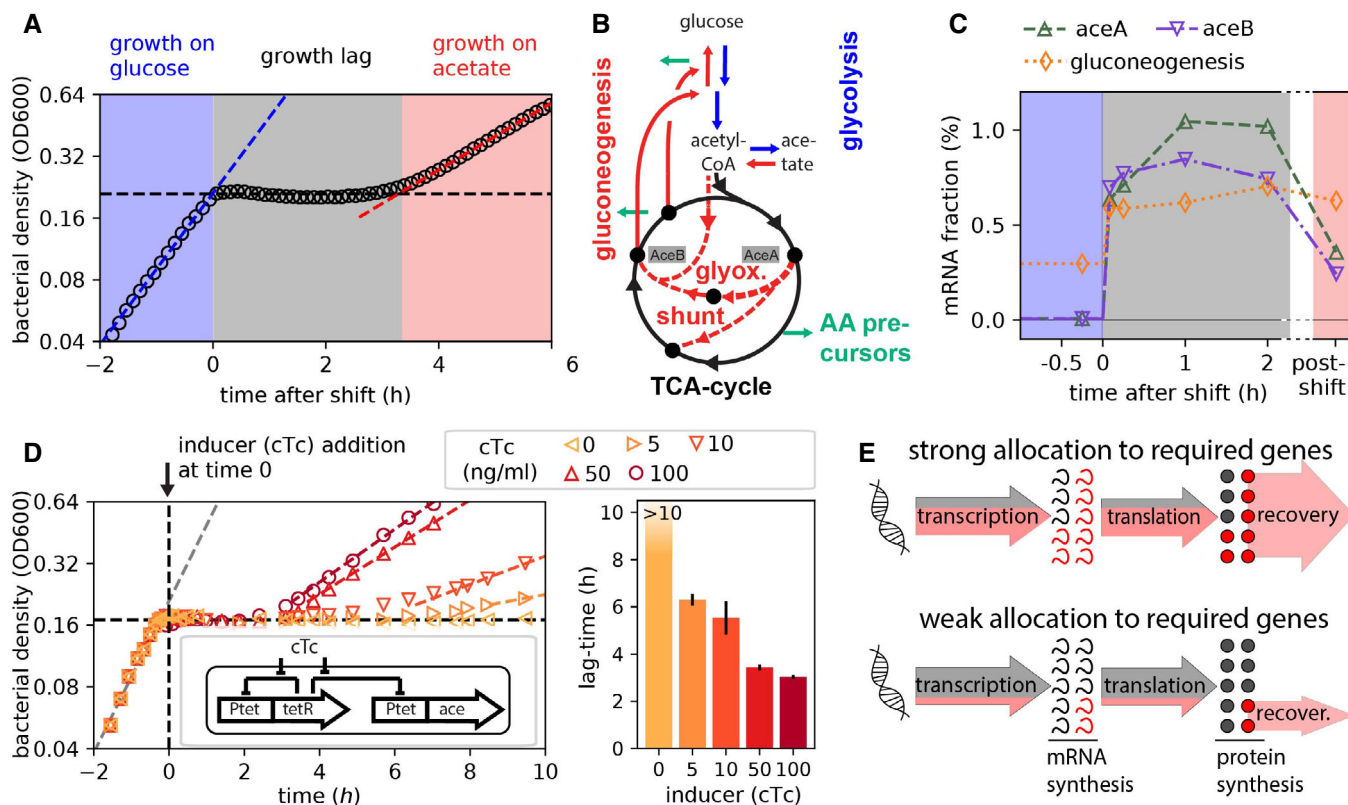 A
growth on
glucose
growth lag
growth on
acetate
bacterial density (OD600)
0.64
0.32
0.16
0.08
0.04
−2
0
2
4
6
time after shift (h)
B
glucose
gluconeogenesis
glycolysis
acetyl-
CoA
ace-
tate
AceB
AceA
glyox.
shunt
AA pre-
cursors
TCA-cycle
C
aceA
aceB
gluconeogenesis
mRNA fraction (%)
1.0
0.5
0.0
-0.5
0
1
2
post-
shift
time after shift (h)
D
inducer (cTc) addition
at time 0
cTc
(ng/ml)
0
5
10
50
100
bacterial density (OD600)
0.64
0.32
0.16
0.08
0.04
cTc
Ptet
tetR
Ptet
ace
−2
0
2
4
6
8
10
time (h)
lag-time (h)
10
8
6
4
2
0
>10
0
5
10
50
100
inducer (cTc)
E
strong allocation to required genes
transcription
translation
recovery
weak allocation to required genes
transcription
translation
recover.
mRNA
synthesis
protein
synthesis